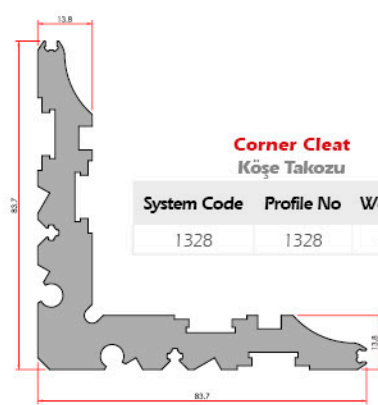 13.8
Corner Cleat
Köşe Takozu
System Code Profile No
1328 1328
83.7
13.8
83.7